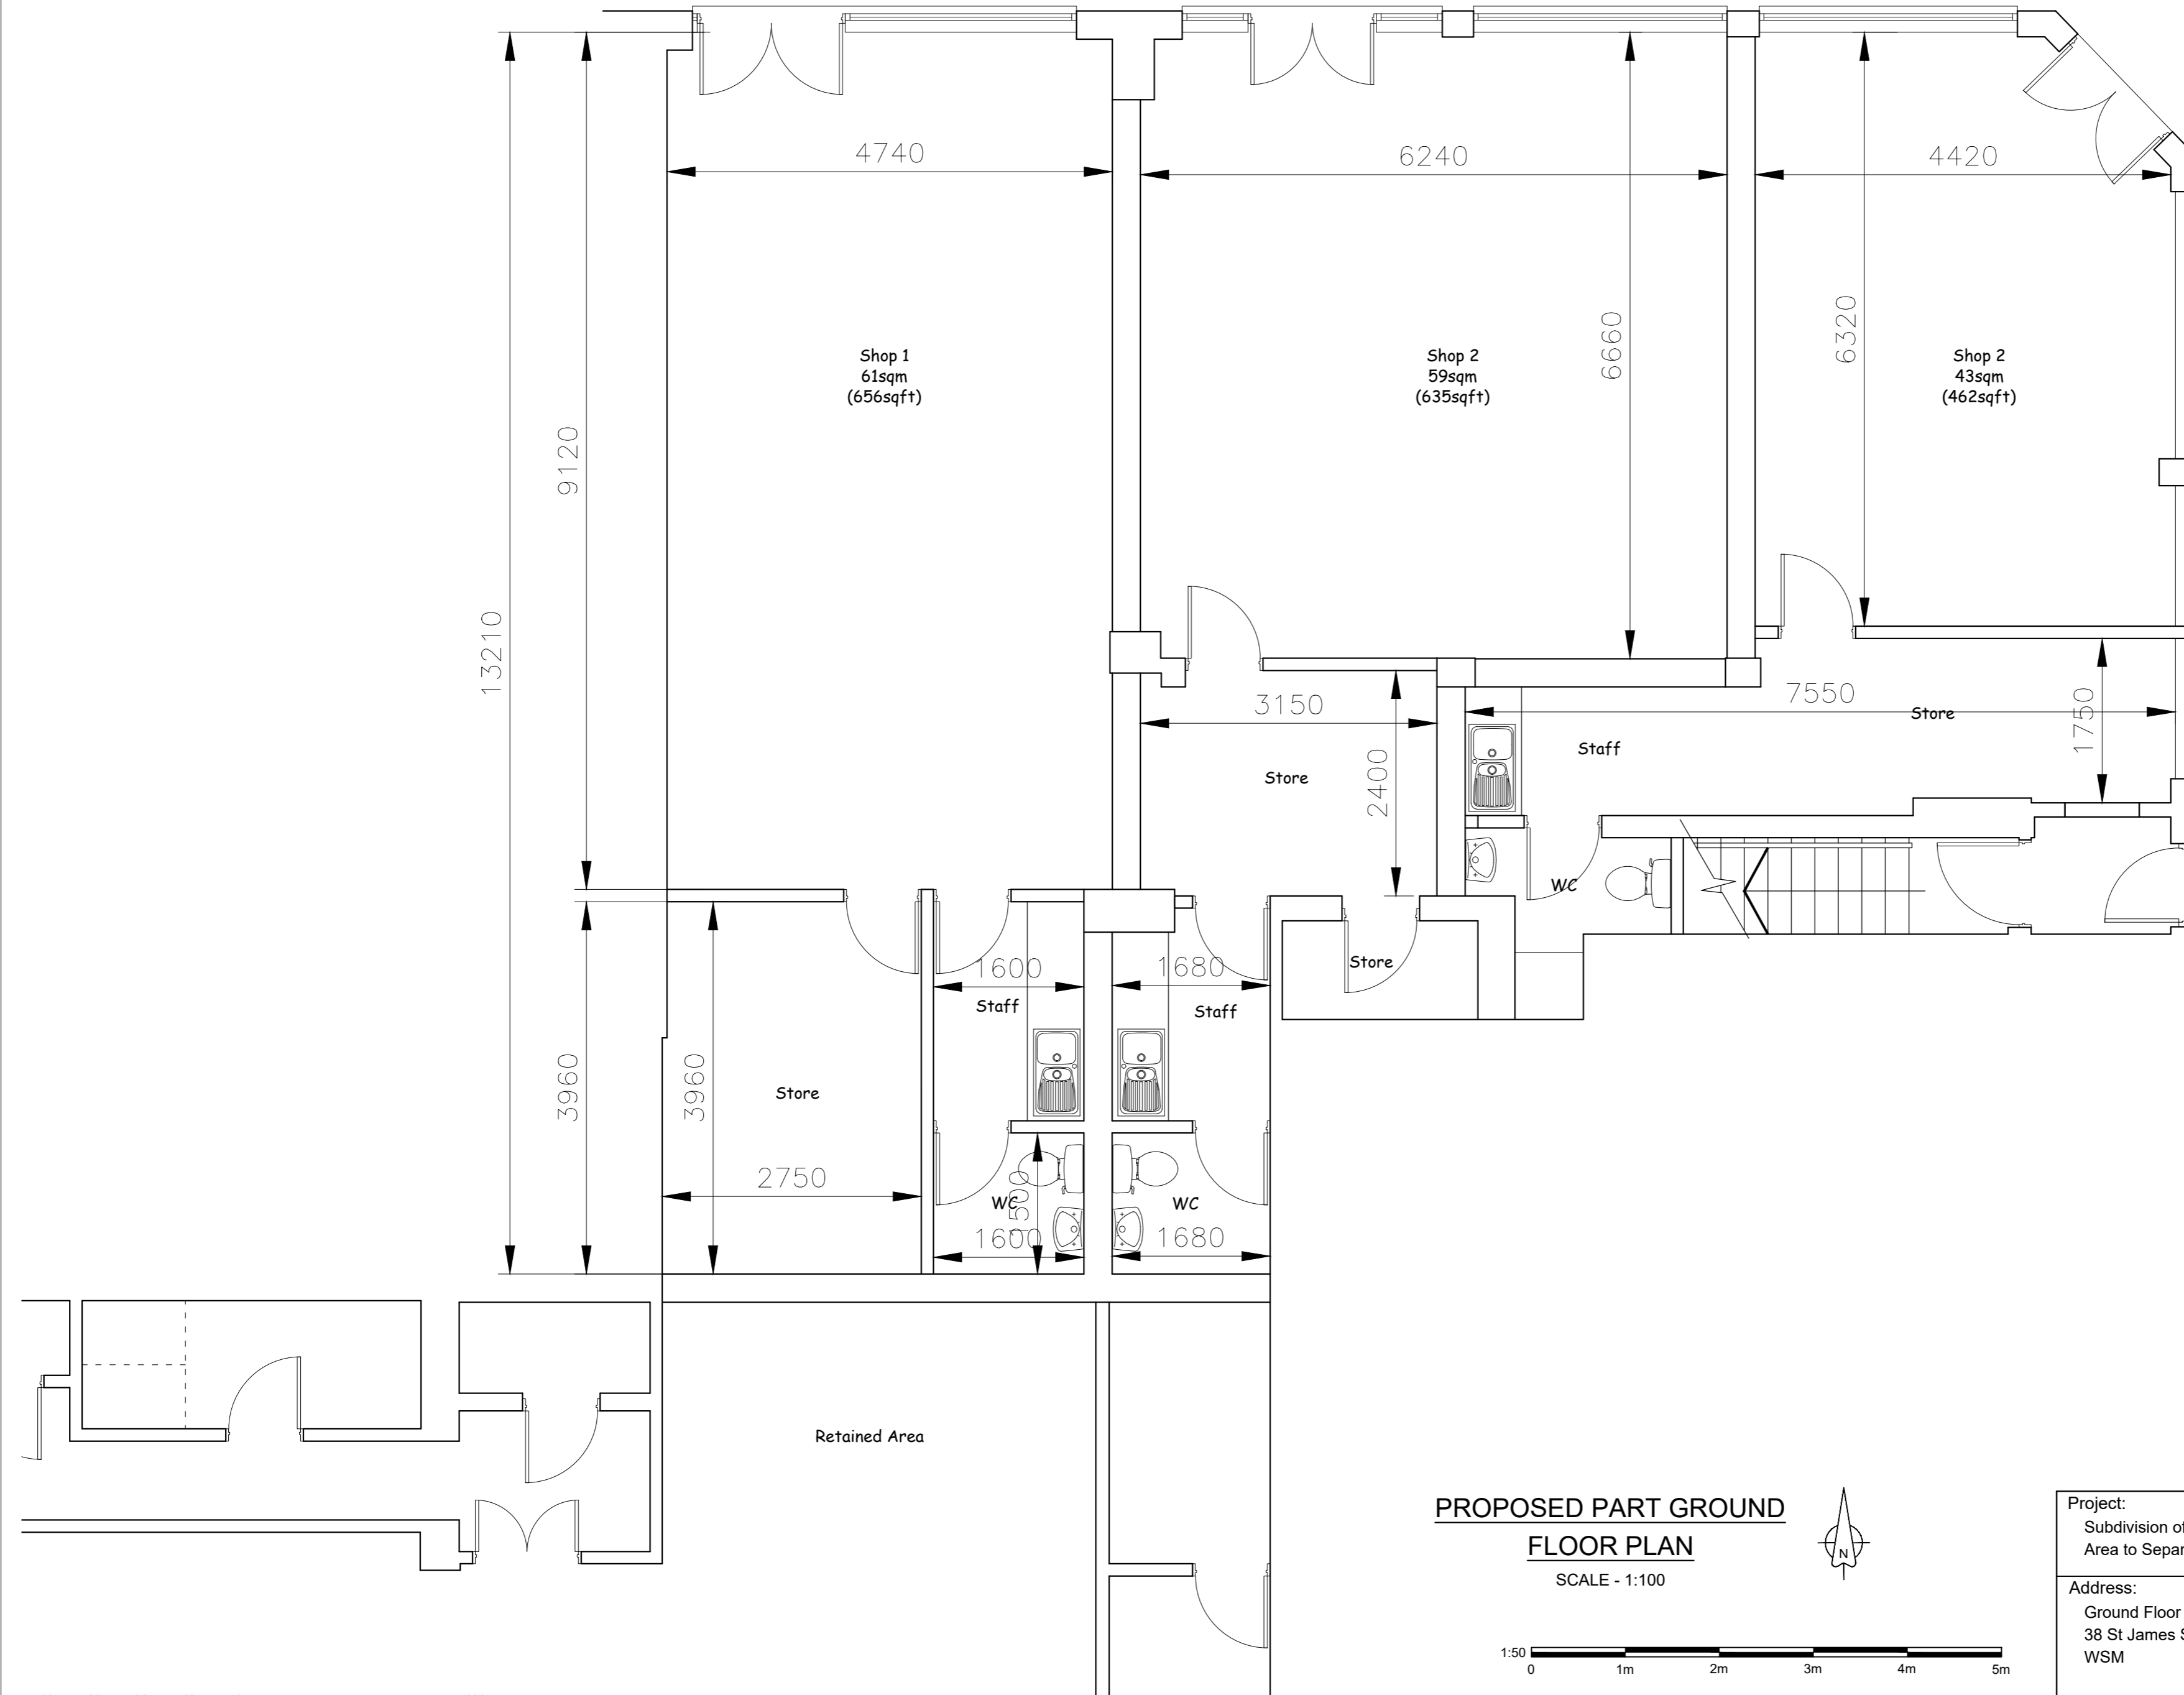 4740
6240
4420
Shop 1
61sqm
(656sqft)
Shop 2
59sqm
(635sqft)
Shop 2
43sqm
(462sqft)
6660
6320
9120
13210
3150
7550
Store
1750
Staff
Store
2400
WC
Store
1600
Staff
1680
Staff
3960
3960
Store
2750
WC
1500
1600
WC
1680
Retained Area
PROPOSED PART GROUND
FLOOR PLAN
SCALE - 1:100
N
1:50
0 1m 2m 3m 4m 5m
Project:
Subdivision of
Area to Separ
Address:
Ground Floor
38 St James S
WSM